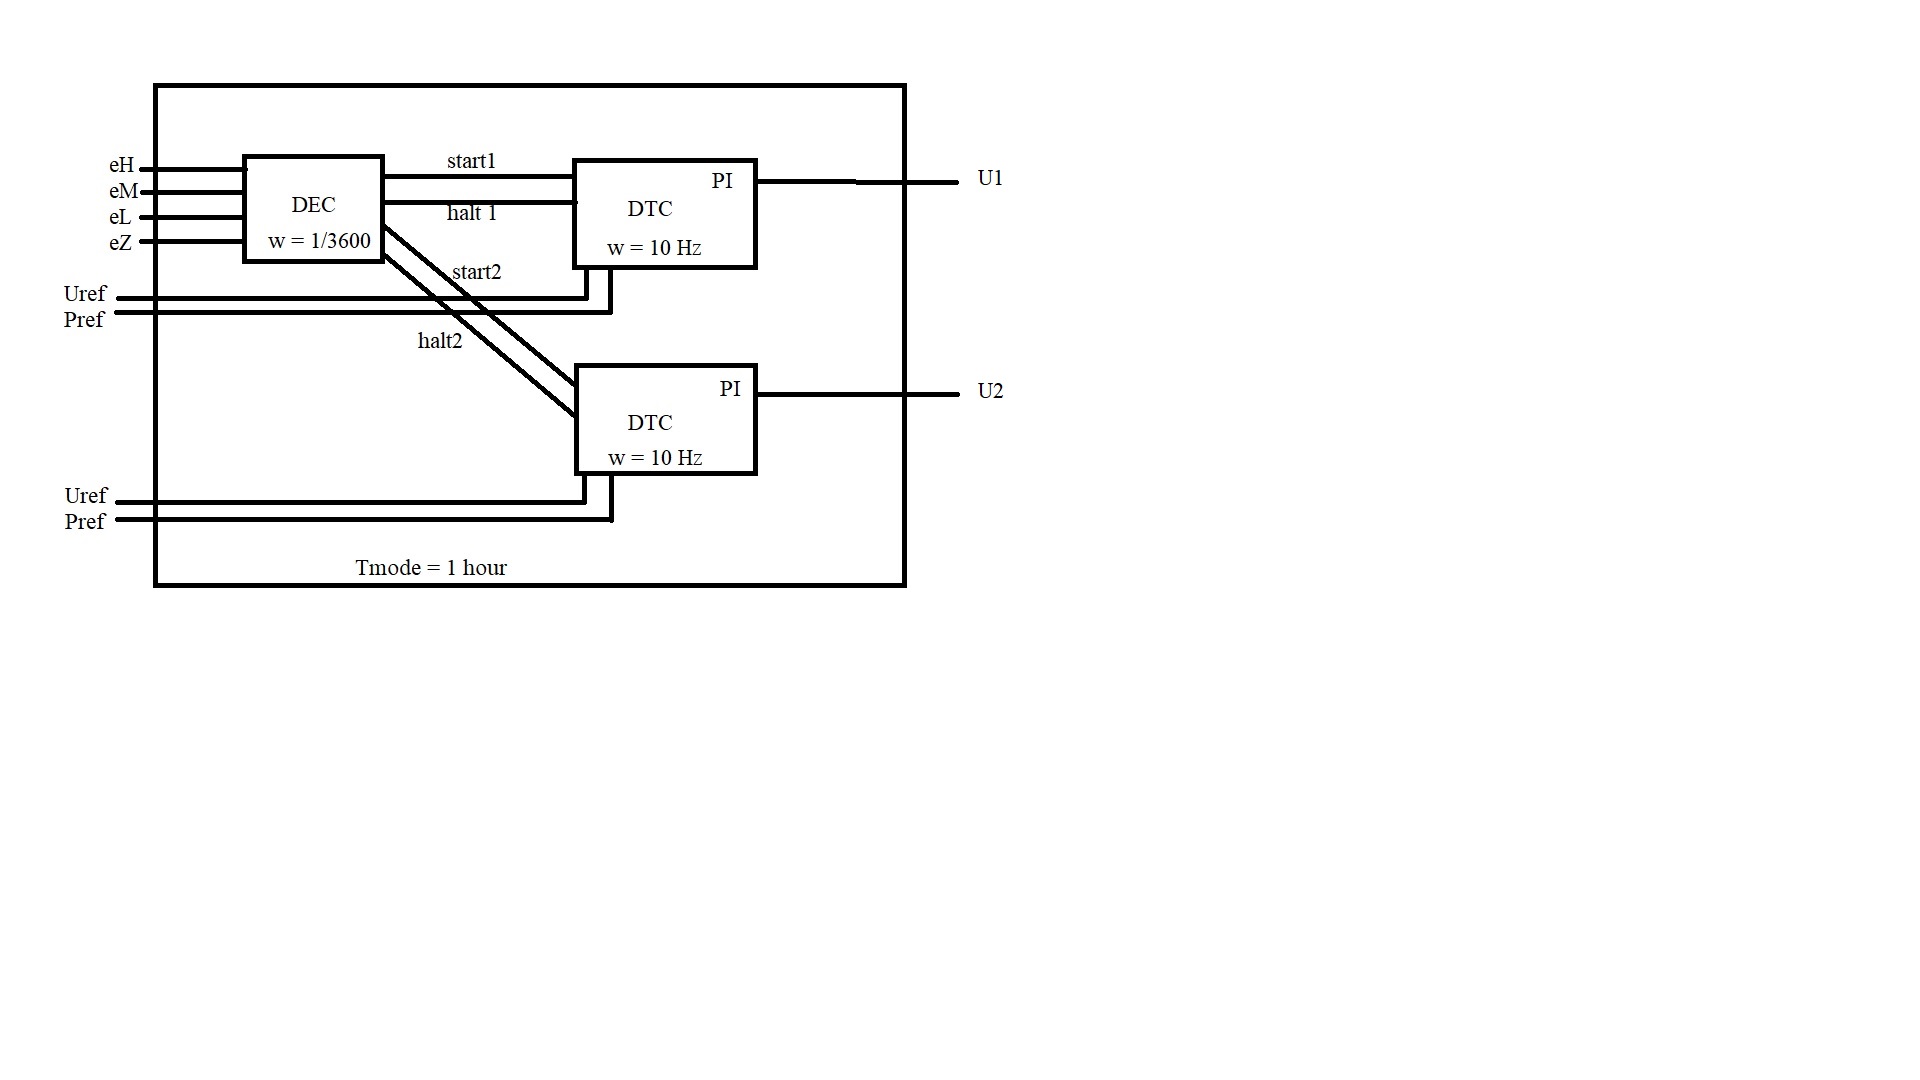 eH
eM
eL
eZ
DEC
w = 1/3600
start1
halt 1
PI
DTC
w = 10 Hz
U1
start2
halt2
Uref
Pref
PI
DTC
w = 10 Hz
U2
Uref
Pref
Tmode = 1 hour